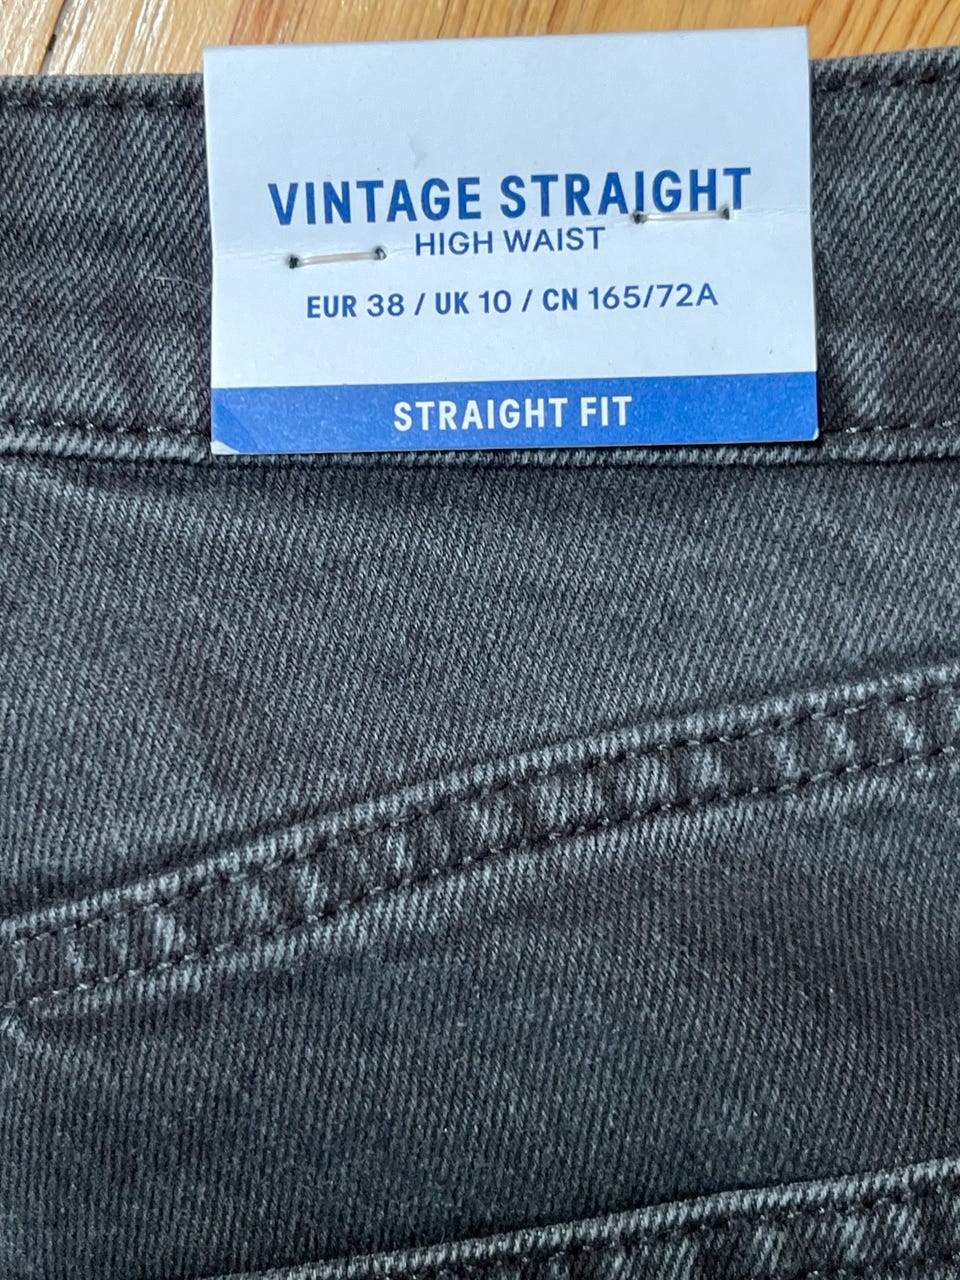 VINTAGE STRAIGHT
HIGH WAIST
EUR 38 / UK 10 / CN 165/72A
STRAIGHT FIT